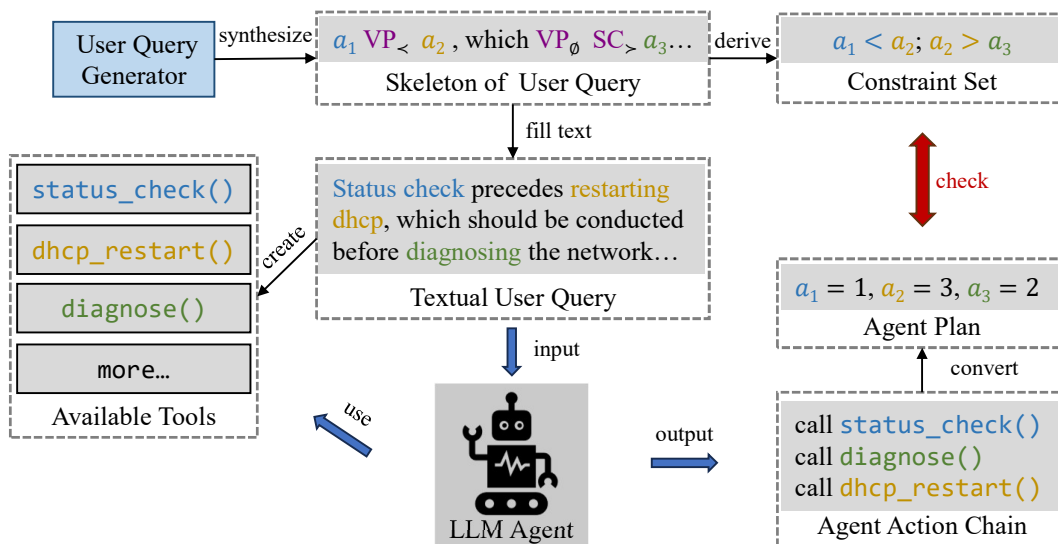 User Query
Generator
synthesize
a₁ VP≺ a₂ , which VP∅ SC≻ a₃…
Skeleton of User Query
derive
a₁ < a₂; a₂ > a₃
Constraint Set
fill text
check
status_check()
dhcp_restart()
diagnose()
more…
Available Tools
create
Status check precedes restarting
dhcp, which should be conducted
before diagnosing the network…
Textual User Query
a₁ = 1, a₂ = 3, a₃ = 2
Agent Plan
input
convert
use
LLM Agent
output
call status_check()
call diagnose()
call dhcp_restart()
Agent Action Chain